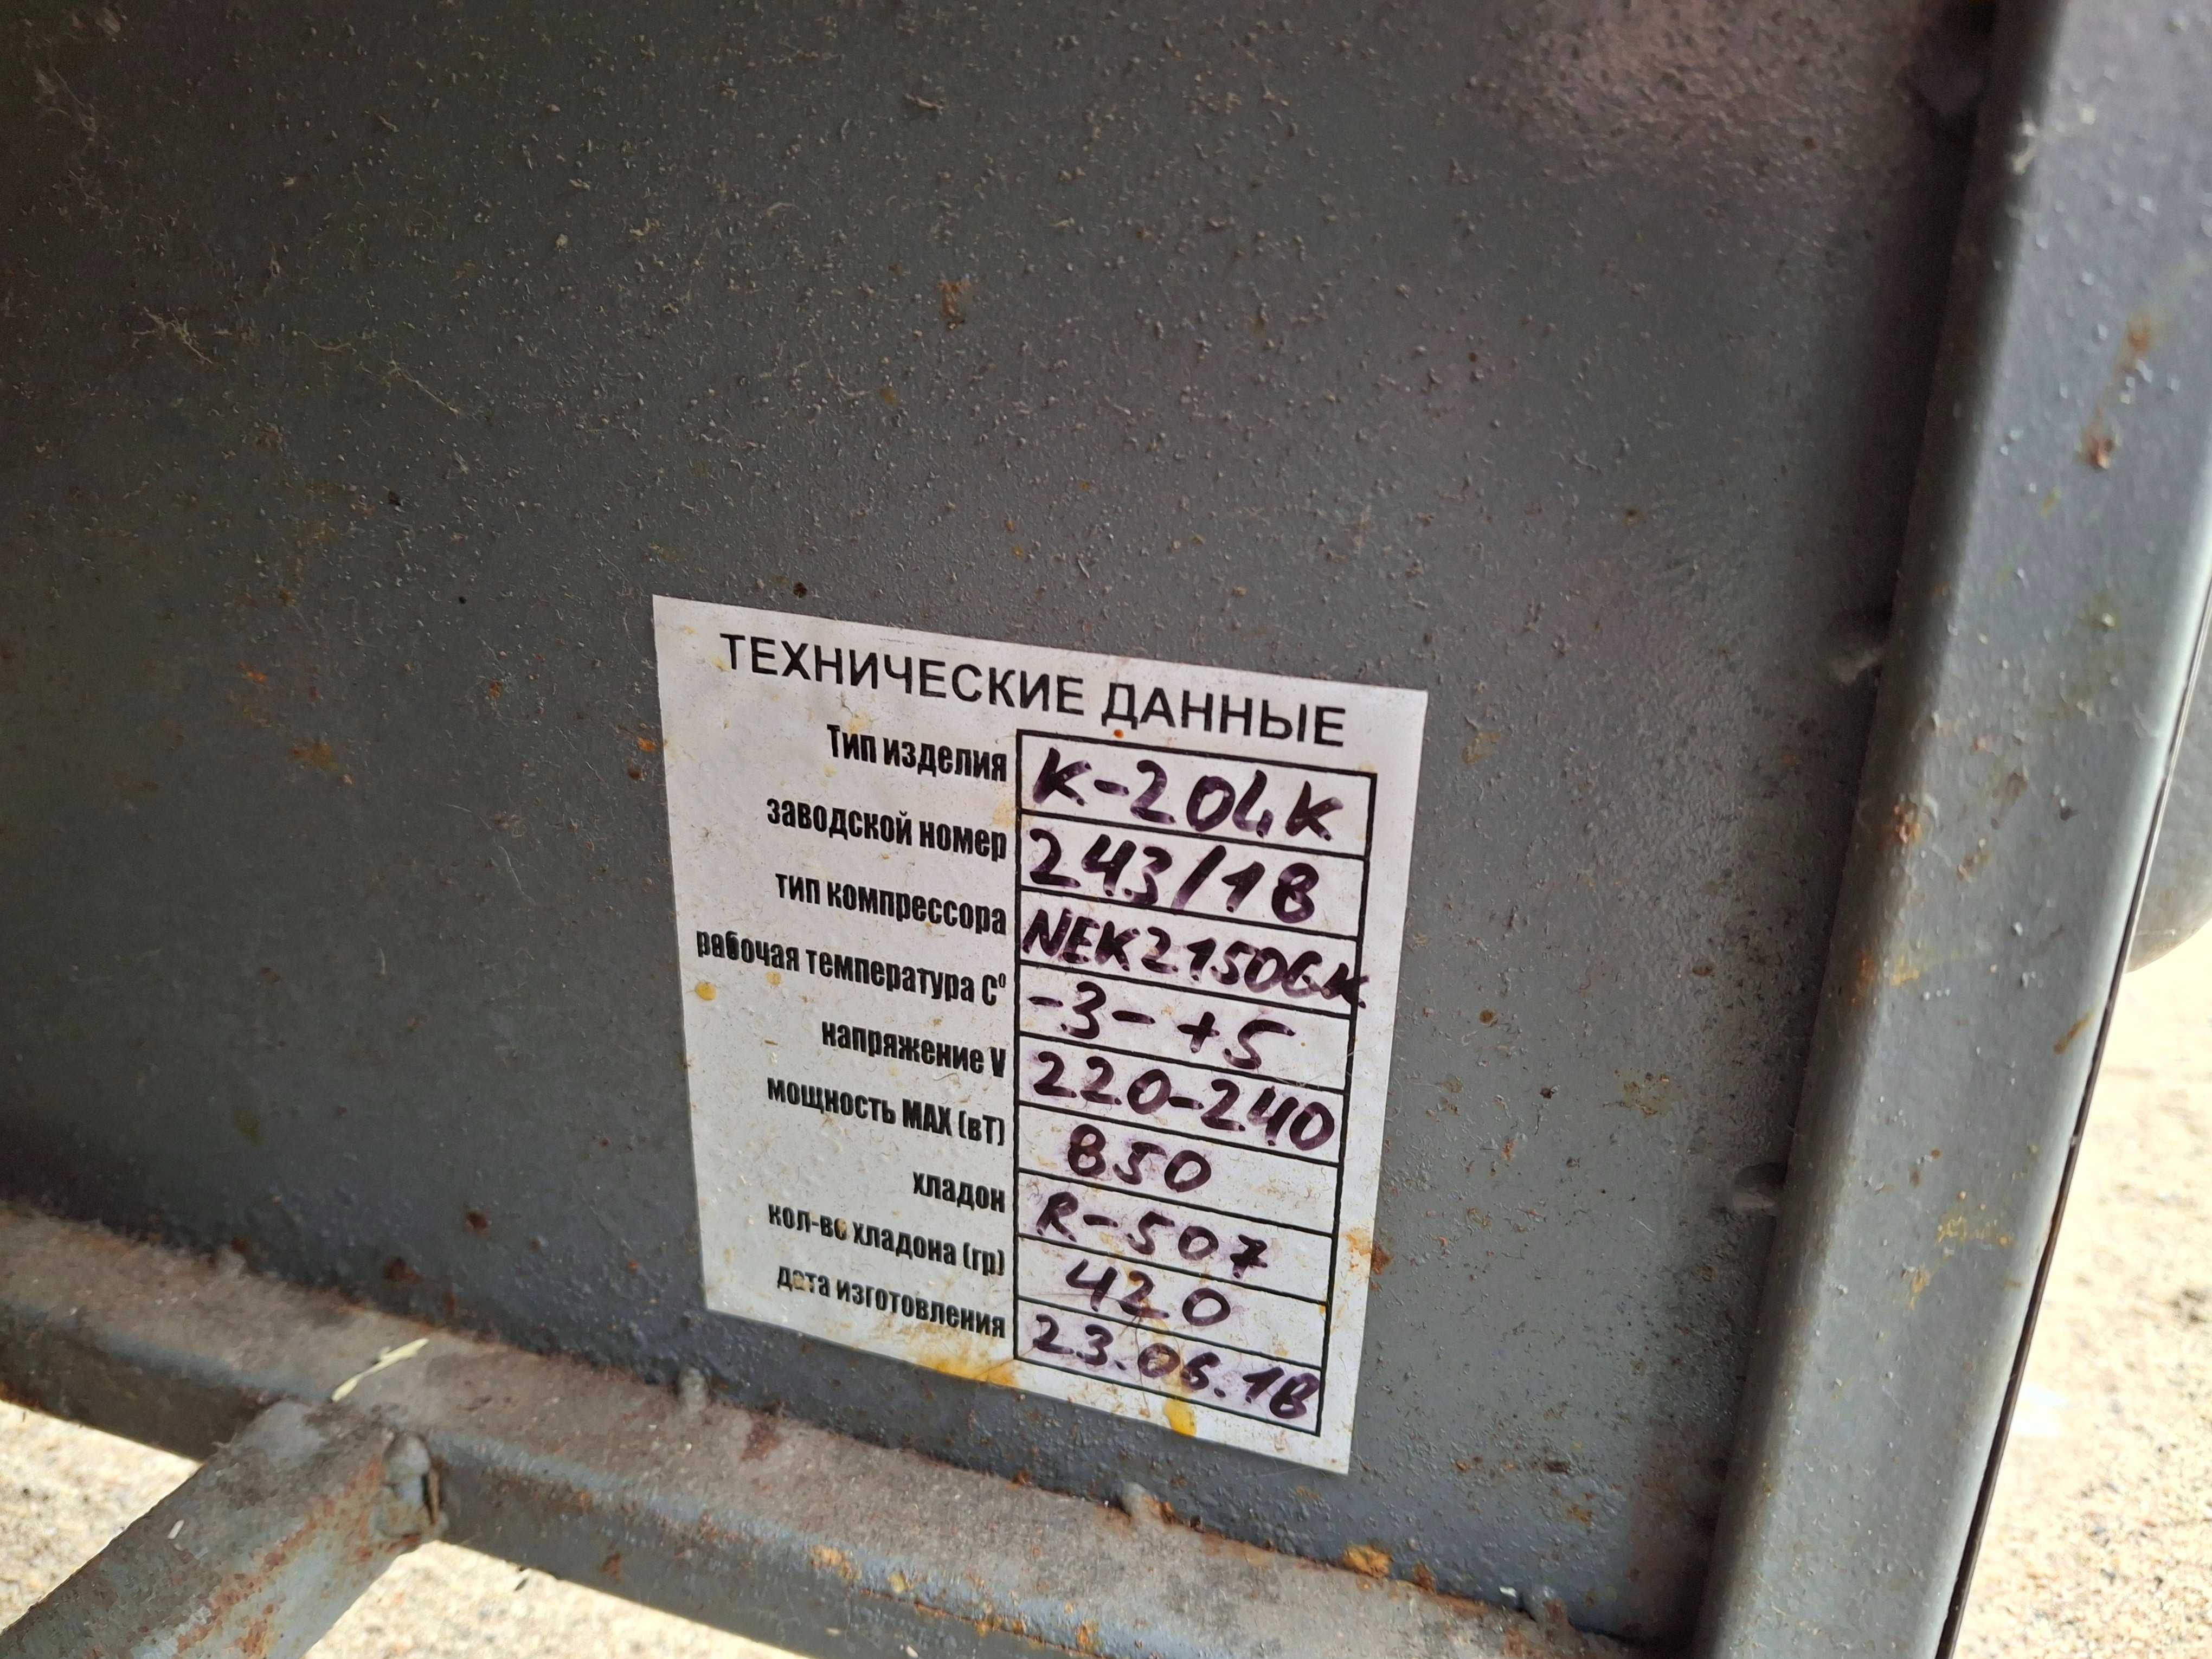 ТЕХНИЧЕСКИЕ ДАННЫЕ
Тип изделия K-204K
заводской номер 243/18
тип компрессора NEK2150GK
рабочая температура С⁰ -3- +5
напряжение V 220-240
мощность MAX (вТ) 850
хладон R-507
кол-во хладона (гр) 420
дата изготовления 23.06.18